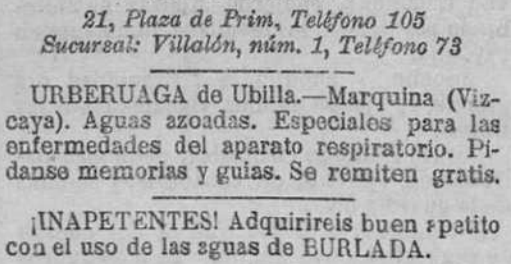 21, Plaza de Prim, Teléfono 105
Sucursal: Villalón, núm. 1, Teléfono 73
URBERUAGA de Ubilla.—Marquina (Viz-
caya). Aguas azoadas. Especiales para las
enfermedades del aparato respiratorio. Pí-
danse memorias y guias. Se remiten gratis.
¡INAPETENTES! Adquirireis buen apetito
con el uso de las aguas de BURLADA.